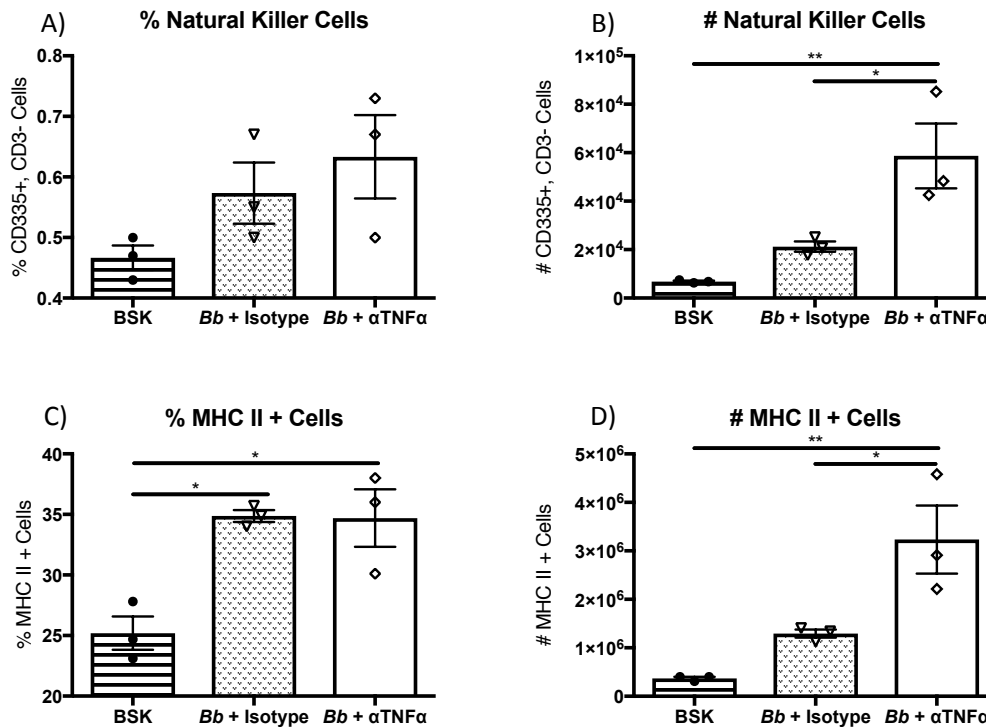 A)
% Natural Killer Cells
% CD335+, CD3- Cells
0.8
0.7
0.6
0.5
0.4
BSK
Bb + Isotype
Bb + αTNFα
B)
# Natural Killer Cells
# CD335+, CD3- Cells
1×10⁵
8×10⁴
6×10⁴
4×10⁴
2×10⁴
0
**
*
BSK
Bb + Isotype
Bb + αTNFα
C)
% MHC II + Cells
% MHC II + Cells
40
35
30
25
20
*
*
BSK
Bb + Isotype
Bb + αTNFα
D)
# MHC II + Cells
# MHC II + Cells
5×10⁶
4×10⁶
3×10⁶
2×10⁶
1×10⁶
0
**
*
BSK
Bb + Isotype
Bb + αTNFα